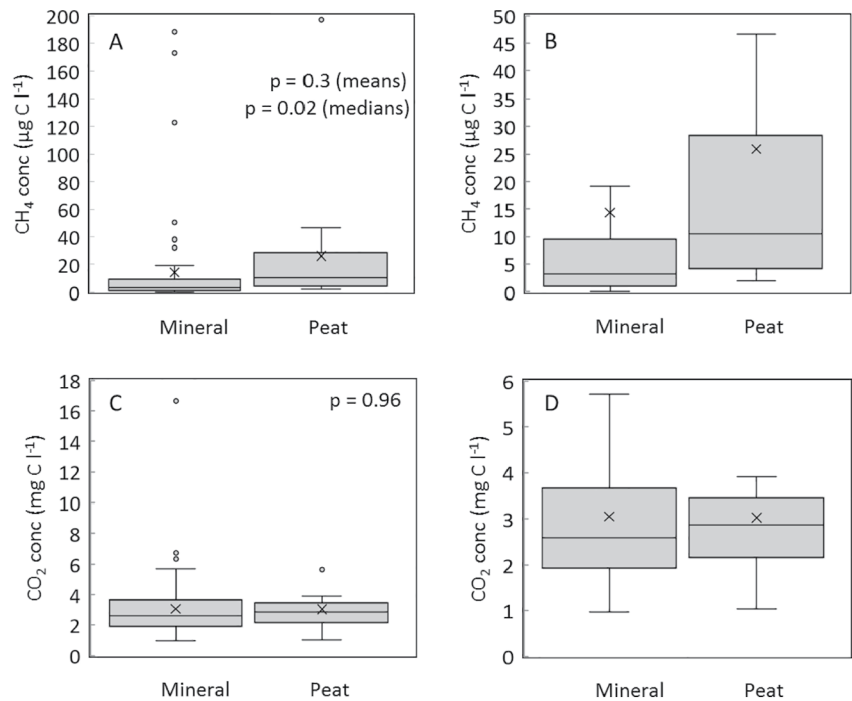 A
CH₄ conc (µg C l⁻¹)
200
180
160
140
120
100
80
60
40
20
0
p = 0.3 (means)
p = 0.02 (medians)
Mineral Peat
B
CH₄ conc (µg C l⁻¹)
50
45
40
35
30
25
20
15
10
5
0
Mineral Peat
C
CO₂ conc (mg C l⁻¹)
18
16
14
12
10
8
6
4
2
0
p = 0.96
Mineral Peat
D
CO₂ conc (mg C l⁻¹)
6
5
4
3
2
1
0
Mineral Peat